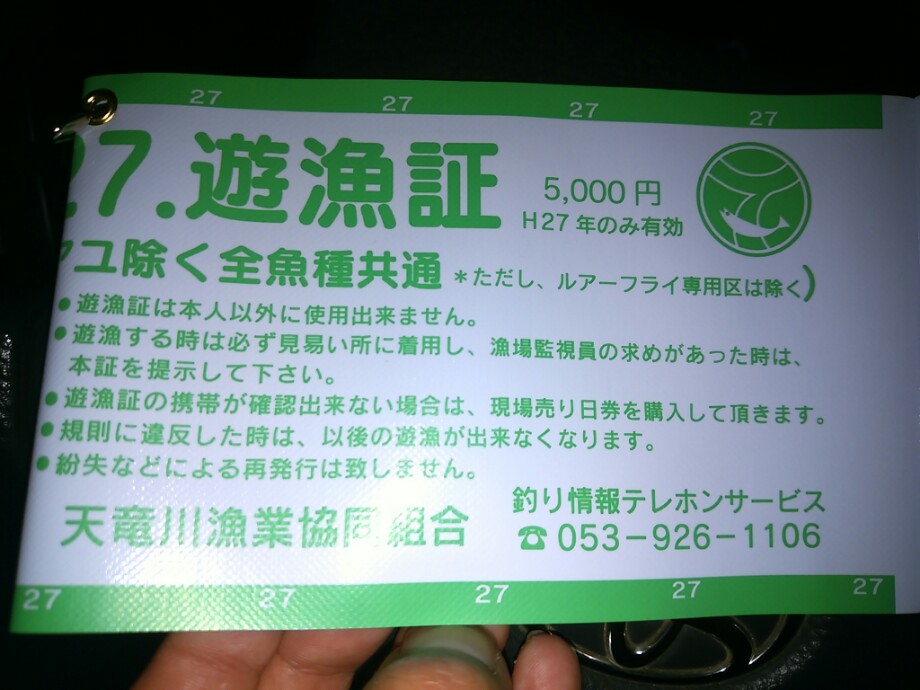 27 27 27 27
27.遊漁証 5,000円
H27年のみ有効
アユ除く全魚種共通 *ただし、ルアーフライ専用区は除く)
●遊漁証は本人以外に使用出来ません。
●遊漁する時は必ず見易い所に着用し、漁場監視員の求めがあった時は、
本証を提示して下さい。
●遊漁証の携帯が確認出来ない場合は、現場売り日券を購入して頂きます。
●規則に違反した時は、以後の遊漁が出来なくなります。
●紛失などによる再発行は致しません。
釣り情報テレホンサービス
天竜川漁業協同組合 ☎053-926-1106
27 27 27 27 27